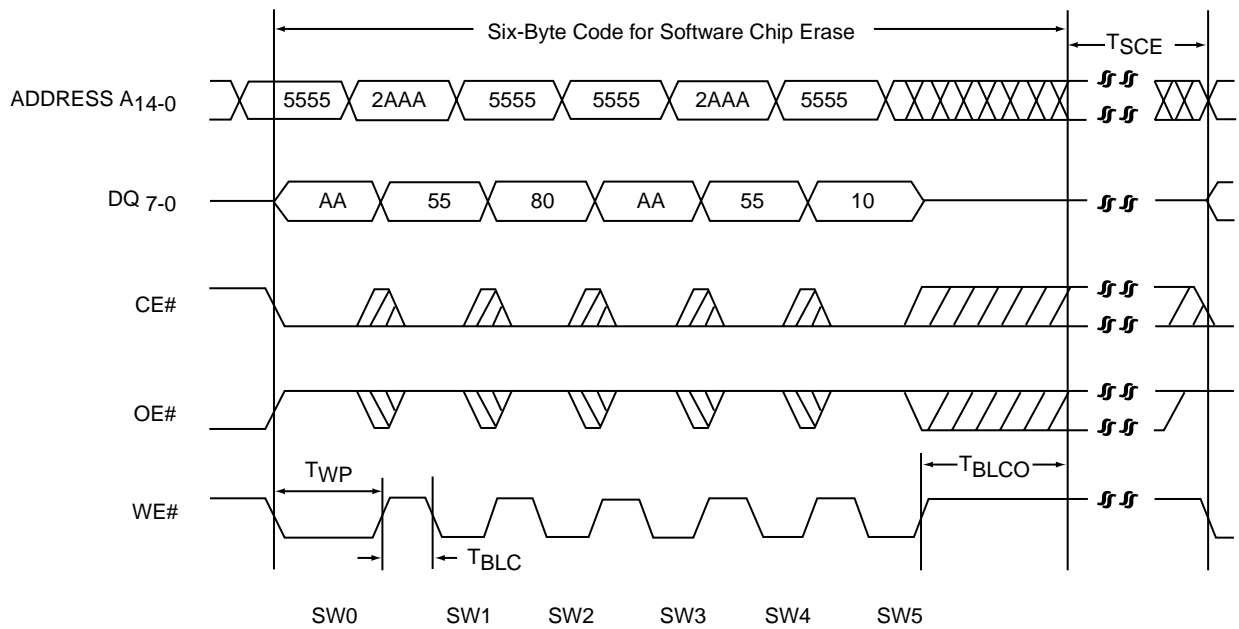 Six-Byte Code for Software Chip Erase
TSCE
ADDRESS A14-0
5555 2AAA 5555 5555 2AAA 5555
DQ 7-0
AA 55 80 AA 55 10
CE#
OE#
TWP
TBLCO
WE#
TBLC
SW0 SW1 SW2 SW3 SW4 SW5